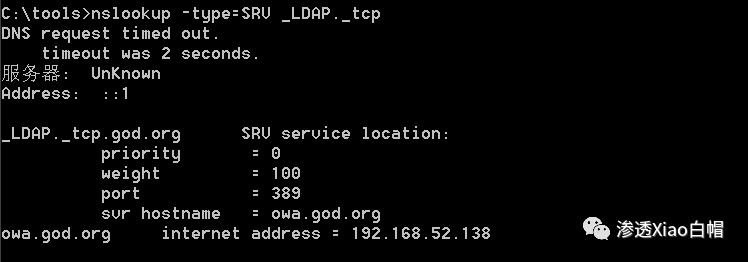 C:\tools>nslookup -type=SRV _LDAP._tcp
DNS request timed out.
    timeout was 2 seconds.
服务器:  UnKnown
Address:  ::1
_LDAP._tcp.god.org      SRV service location:
          priority       = 0
          weight         = 100
          port           = 389
          svr hostname   = owa.god.org
owa.god.org     internet address = 192.168.52.138
渗透Xiao白帽